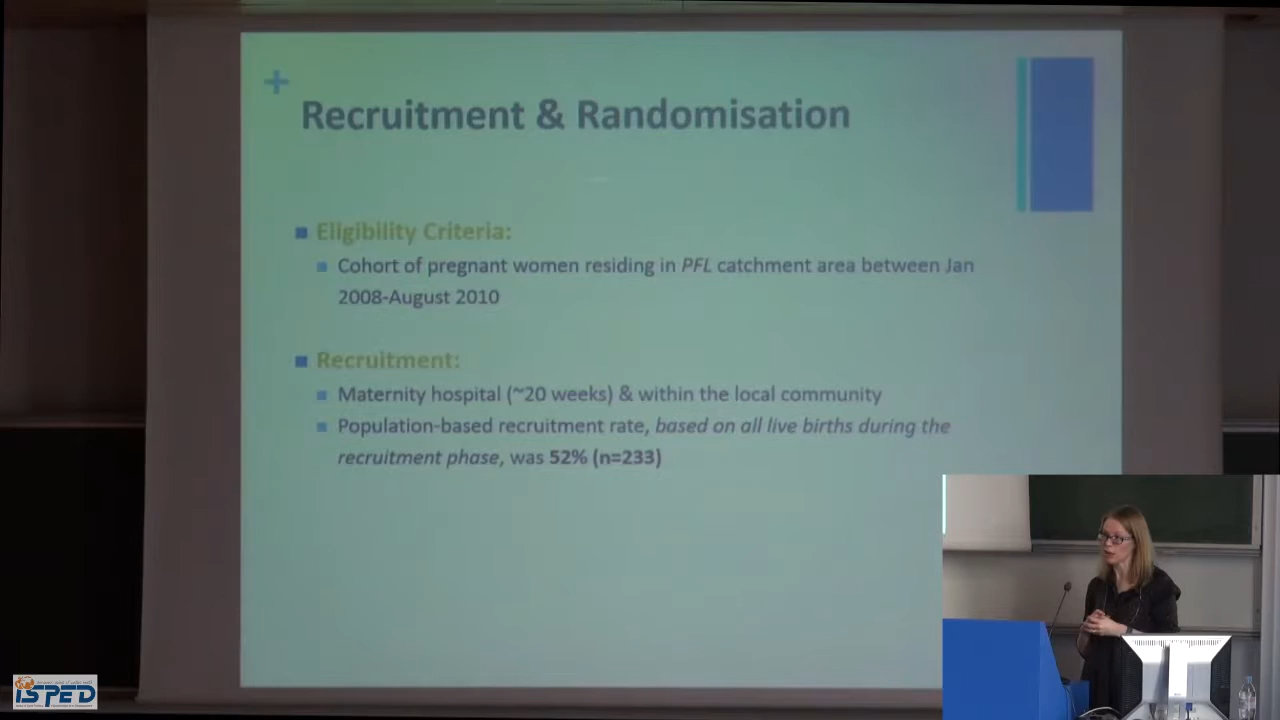 +
Recruitment & Randomisation
Eligibility Criteria:
Cohort of pregnant women residing in PFL catchment area between Jan
2008-August 2010
Recruitment:
Maternity hospital (~20 weeks) & within the local community
Population-based recruitment rate, based on all live births during the
recruitment phase, was 52% (n=233)
ISPED